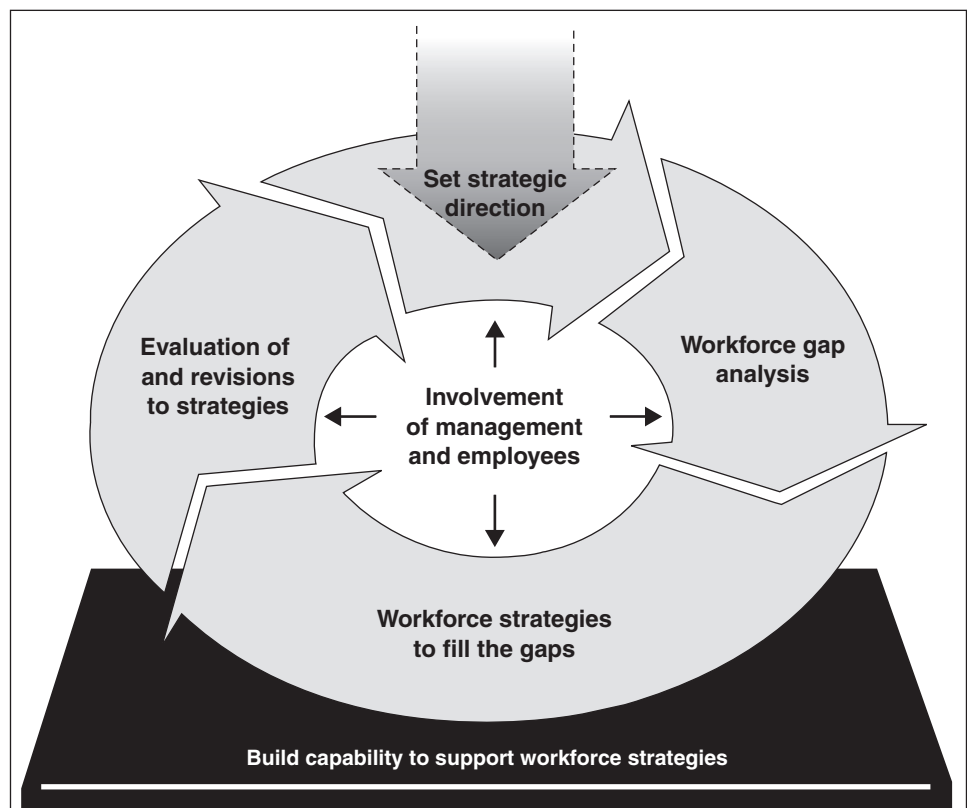 Set strategic
direction
Workforce gap
analysis
Evaluation of
and revisions
to strategies
Involvement
of management
and employees
Workforce strategies
to fill the gaps
Build capability to support workforce strategies